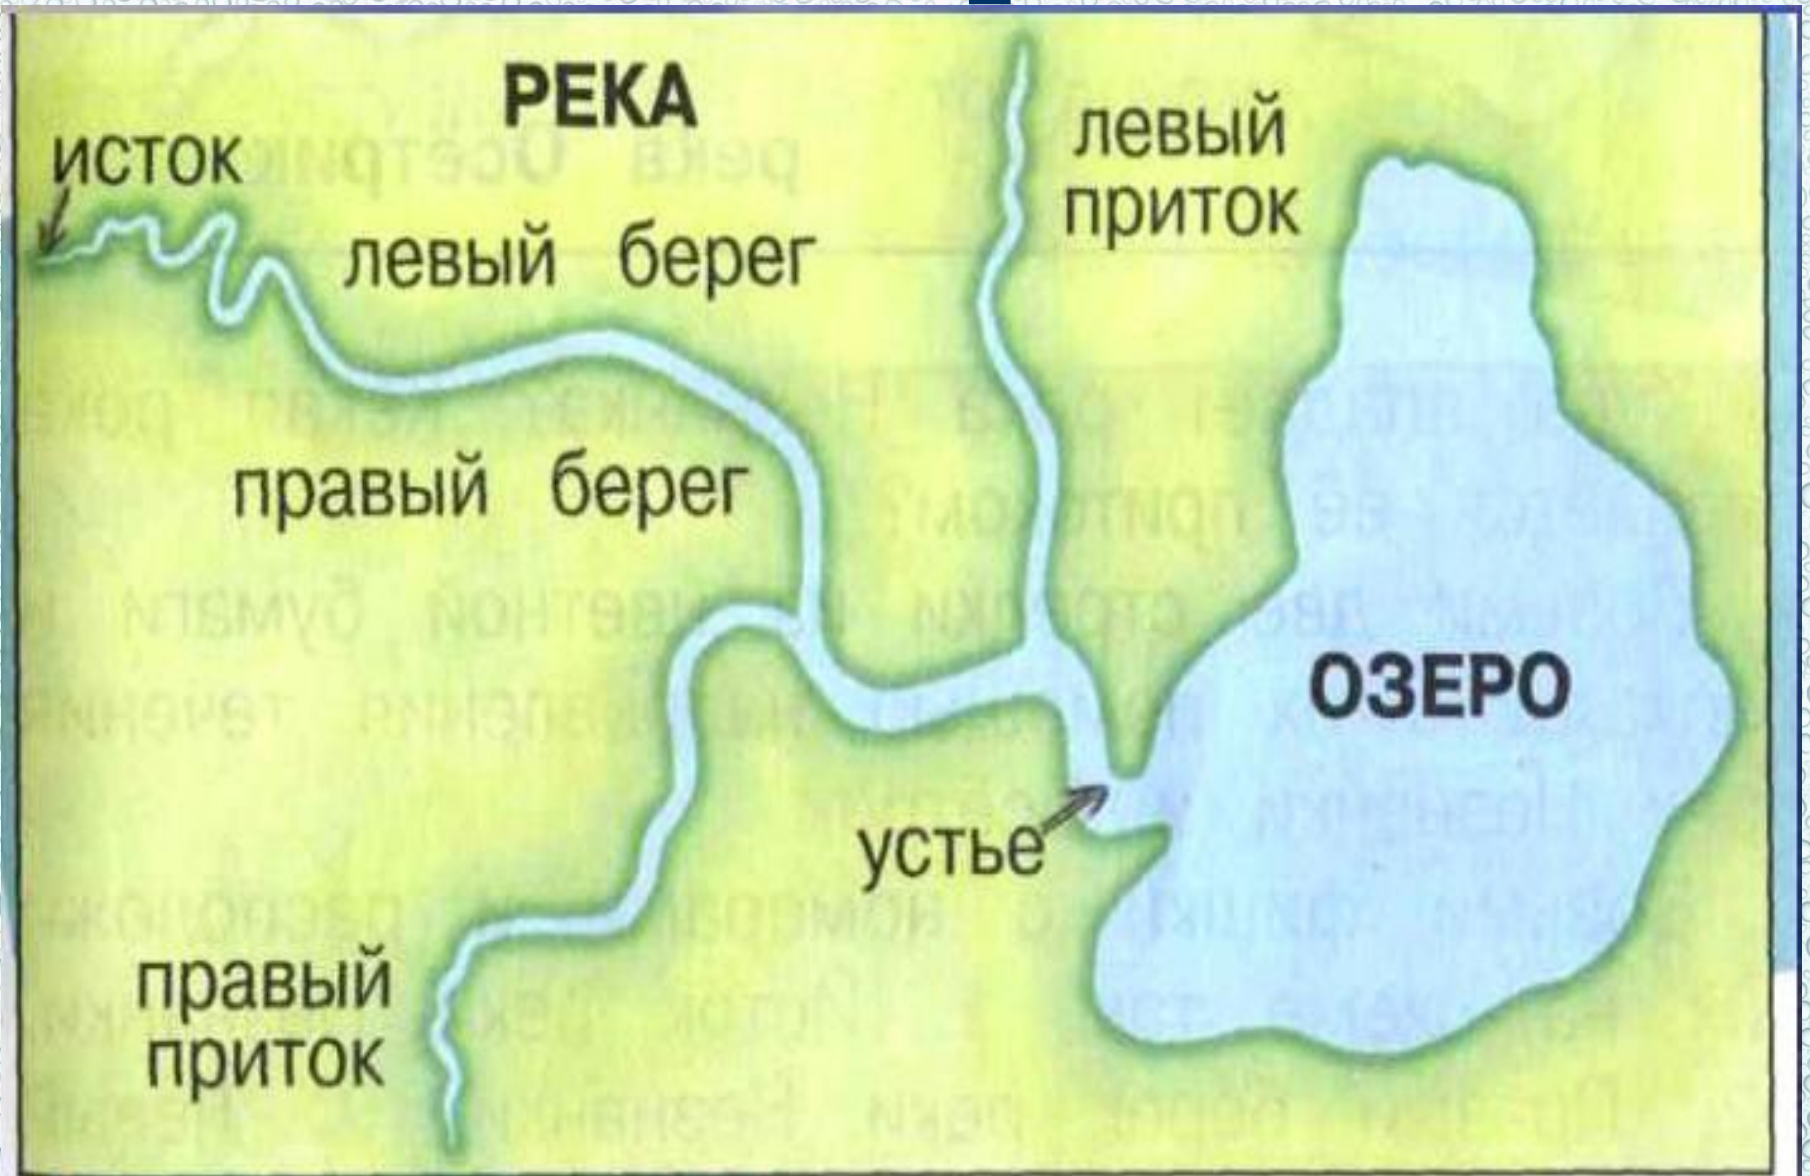 РЕКА
исток
левый
приток
левый берег
правый берег
ОЗЕРО
устье
правый
приток